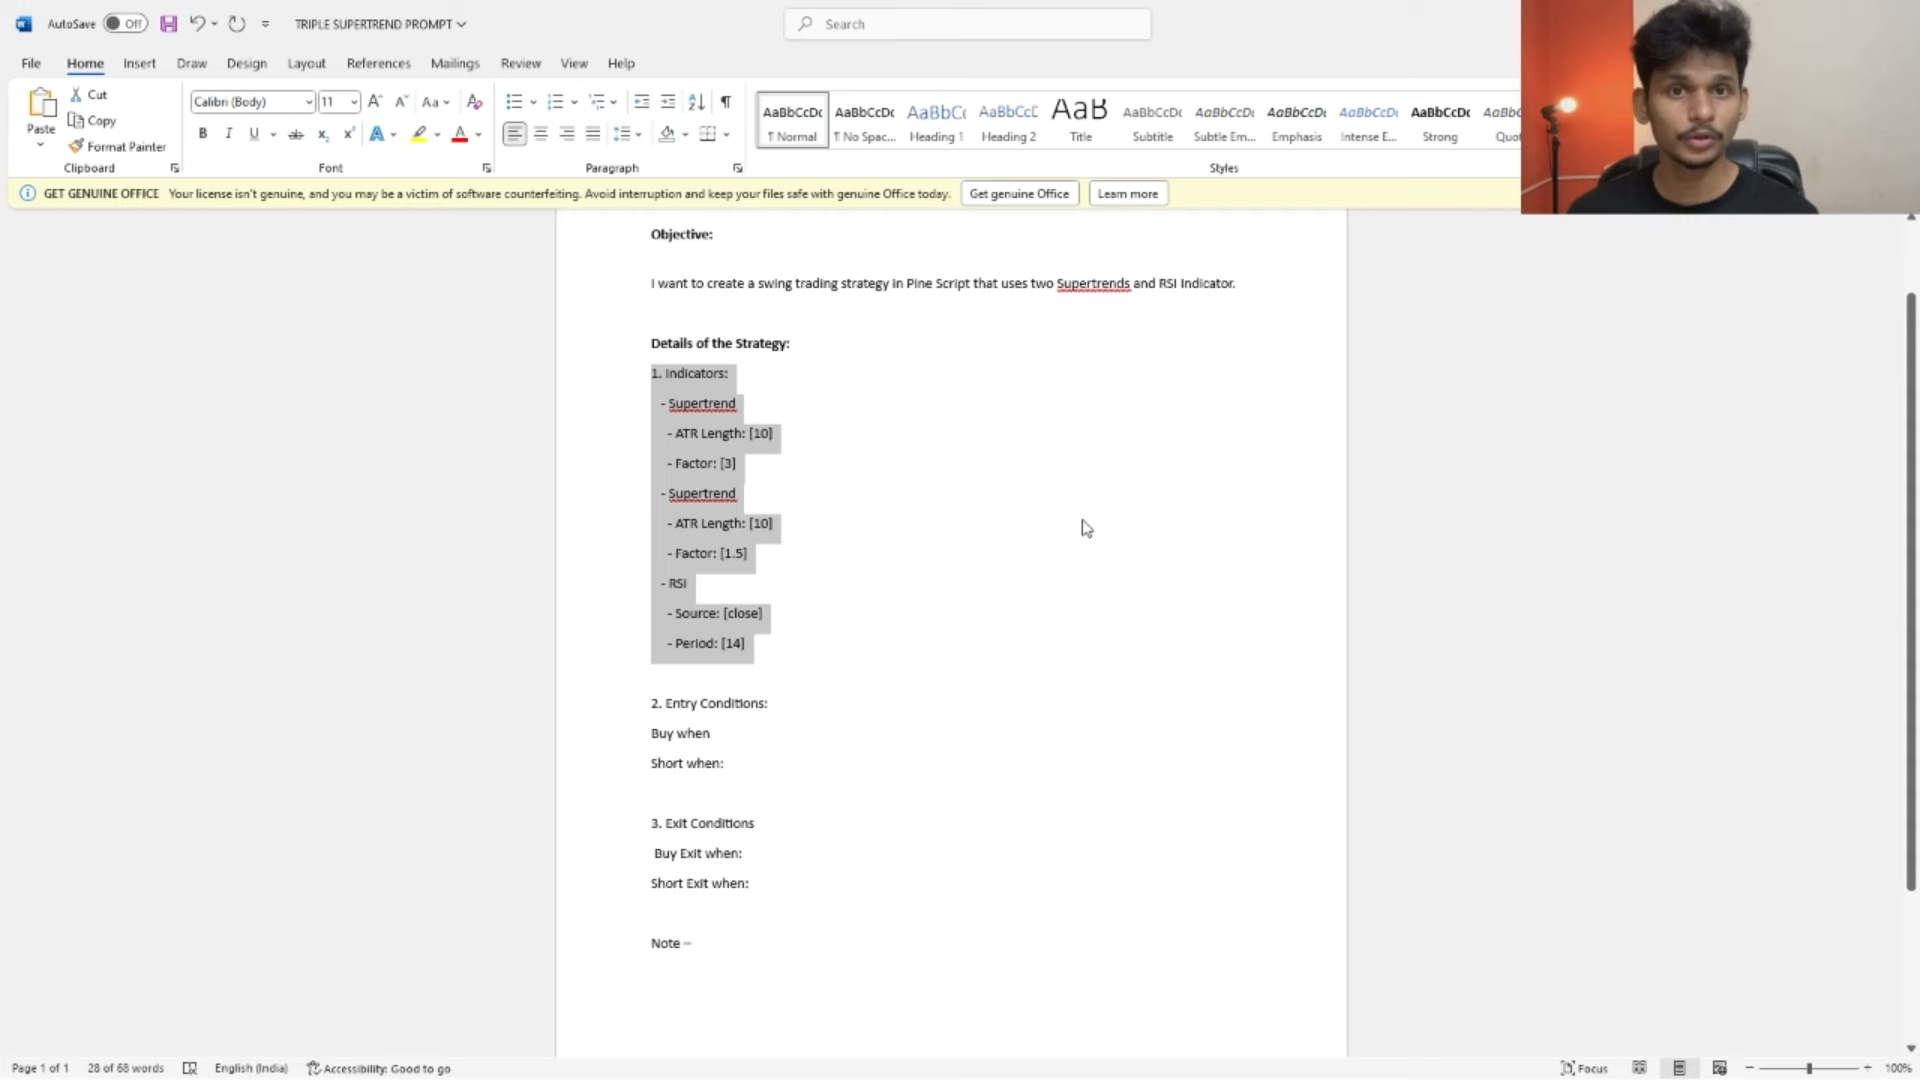 AutoSave Off TRIPLE SUPERTREND PROMPT Search
File Home Insert Draw Design Layout References Mailings Review View Help
Paste
Cut
Copy
Format Painter
Clipboard
Calibri (Body) 11 Aa
Font
Paragraph
AaBbCcDc AaBbCcDc AaBbCc AaBbCcC AaB AaBbCcDc AaBbCcDc AaBbCcDc AaBbCcDc AaBbCcDc AaBbC
¶ Normal ¶ No Spac... Heading 1 Heading 2 Title Subtitle Subtle Em... Emphasis Intense E... Strong Quot
Styles
GET GENUINE OFFICE Your license isn't genuine, and you may be a victim of software counterfeiting. Avoid interruption and keep your files safe with genuine Office today. Get genuine Office Learn more
Objective:
I want to create a swing trading strategy in Pine Script that uses two Supertrends and RSI Indicator.
Details of the Strategy:
1. Indicators:
- Supertrend
- ATR Length: [10]
- Factor: [3]
- Supertrend
- ATR Length: [10]
- Factor: [1.5]
- RSI
- Source: [close]
- Period: [14]
2. Entry Conditions:
Buy when
Short when:
3. Exit Conditions
Buy Exit when:
Short Exit when:
Note –
Page 1 of 1 28 of 68 words English (India) Accessibility: Good to go Focus 100%